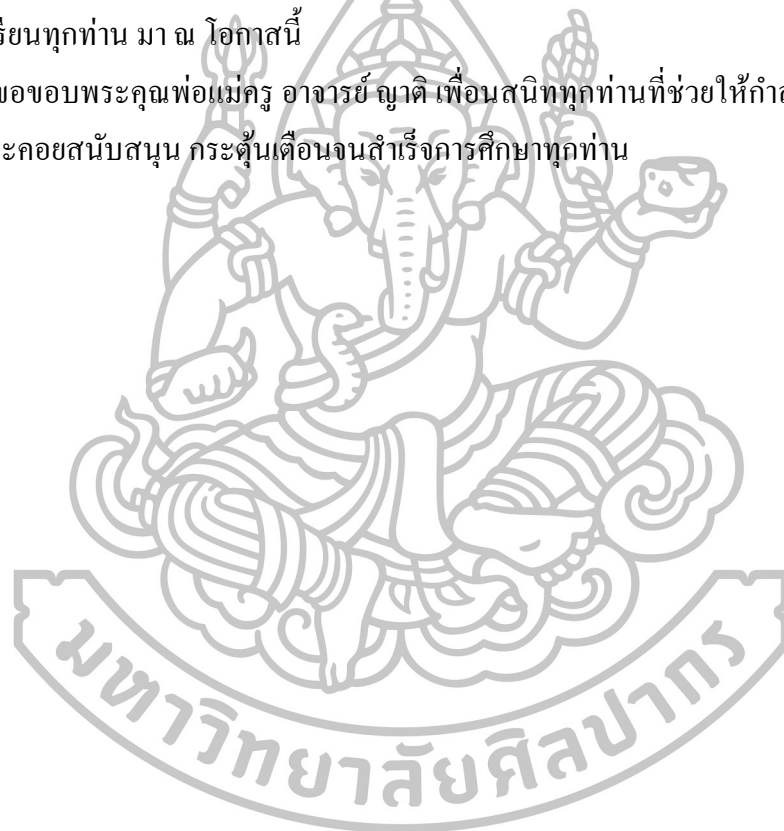 รียนทุกท่าน มา ณ โอกาสนี้
ขอขอบพระคุณพ่อแม่ครู อาจารย์ ญาติ เพื่อนสนิททุกท่านที่ช่วยให้กำล
ะคอยสนับสนุน กระตุ้นเตือนจนสำเร็จการศึกษาทุกท่าน
มหาวิทยาลัยศิลปากร